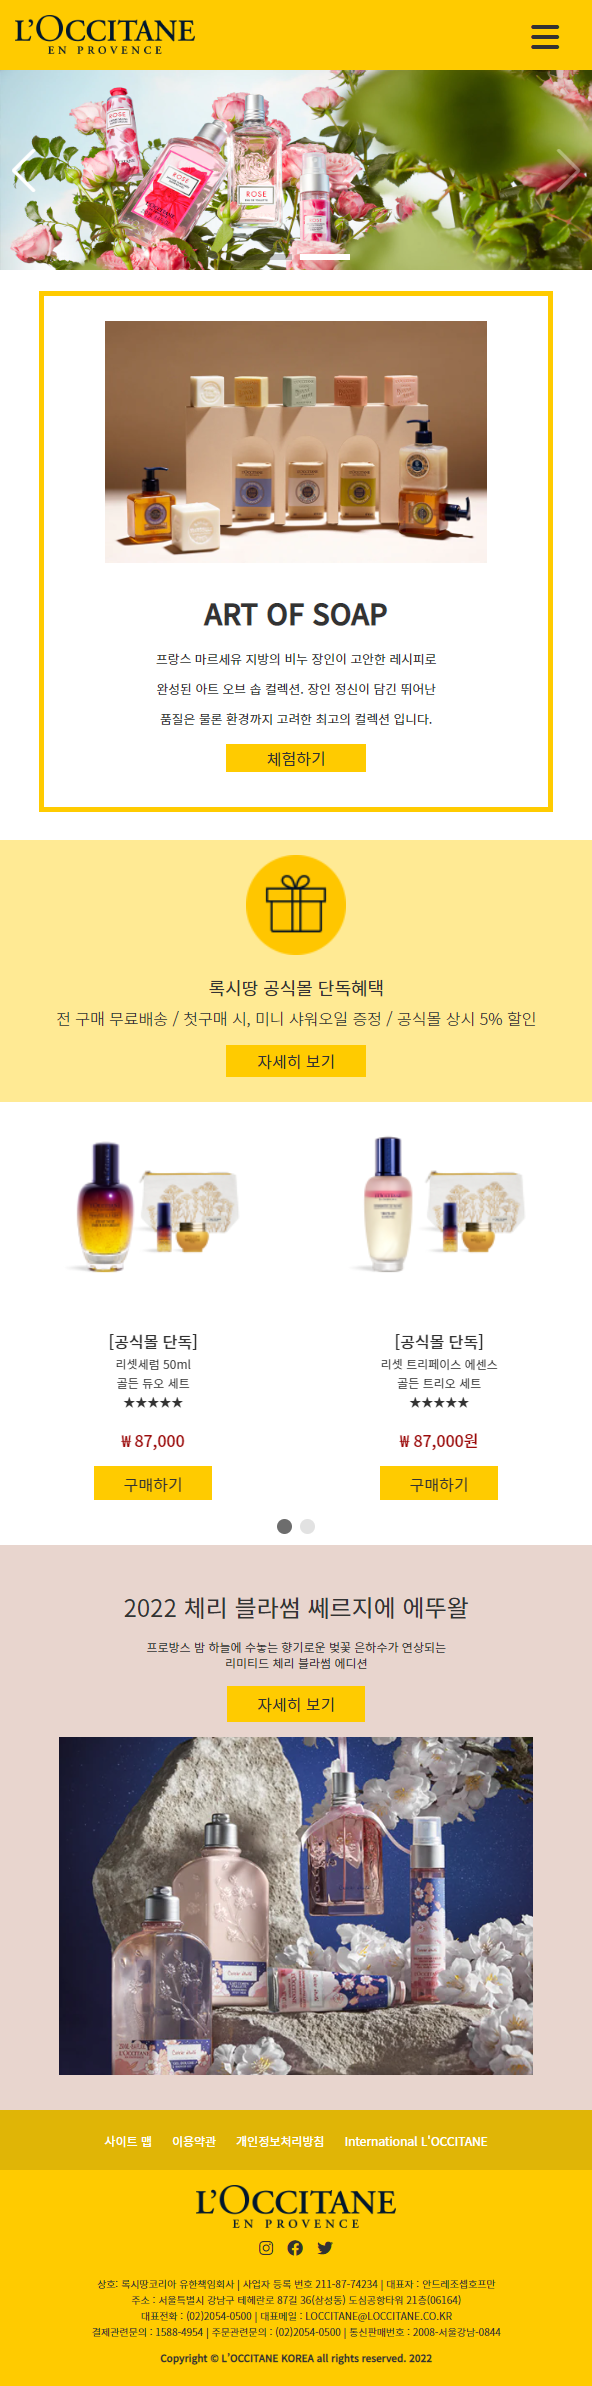 L'OCCITANE
EN PROVENCE
ROSE
ROSE
ROSE
ART OF SOAP
프랑스 마르세유 지방의 비누 장인이 고안한 레시피로
완성된 아트 오브 솝 컬렉션. 장인 정신이 담긴 뛰어난
품질은 물론 환경까지 고려한 최고의 컬렉션 입니다.
체험하기
록시땅 공식몰 단독혜택
전 구매 무료배송 / 첫구매 시, 미니 샤워오일 증정 / 공식몰 상시 5% 할인
자세히 보기
[공식몰 단독]
리셋세럼 50ml
골든 듀오 세트
★★★★★
₩ 87,000
구매하기
[공식몰 단독]
리셋 트리페이스 에센스
골든 트리오 세트
★★★★★
₩ 87,000원
구매하기
2022 체리 블라썸 쎄르지에 에뚜왈
프로방스 밤 하늘에 수놓는 향기로운 벚꽃 은하수가 연상되는
리미티드 체리 블라썸 에디션
자세히 보기
사이트 맵 이용약관 개인정보처리방침 International L'OCCITANE
L'OCCITANE
EN PROVENCE
상호: 록시땅코리아 유한책임회사 | 사업자 등록 번호 211-87-74234 | 대표자 : 안드레조셉호프만
주소 : 서울특별시 강남구 테헤란로 87길 36(삼성동) 도심공항타워 21층(06164)
대표전화 : (02)2054-0500 | 대표메일 : LOCCITANE@LOCCITANE.CO.KR
결제관련문의 : 1588-4954 | 주문관련문의 : (02)2054-0500 | 통신판매번호 : 2008-서울강남-0844
Copyright © L'OCCITANE KOREA all rights reserved. 2022